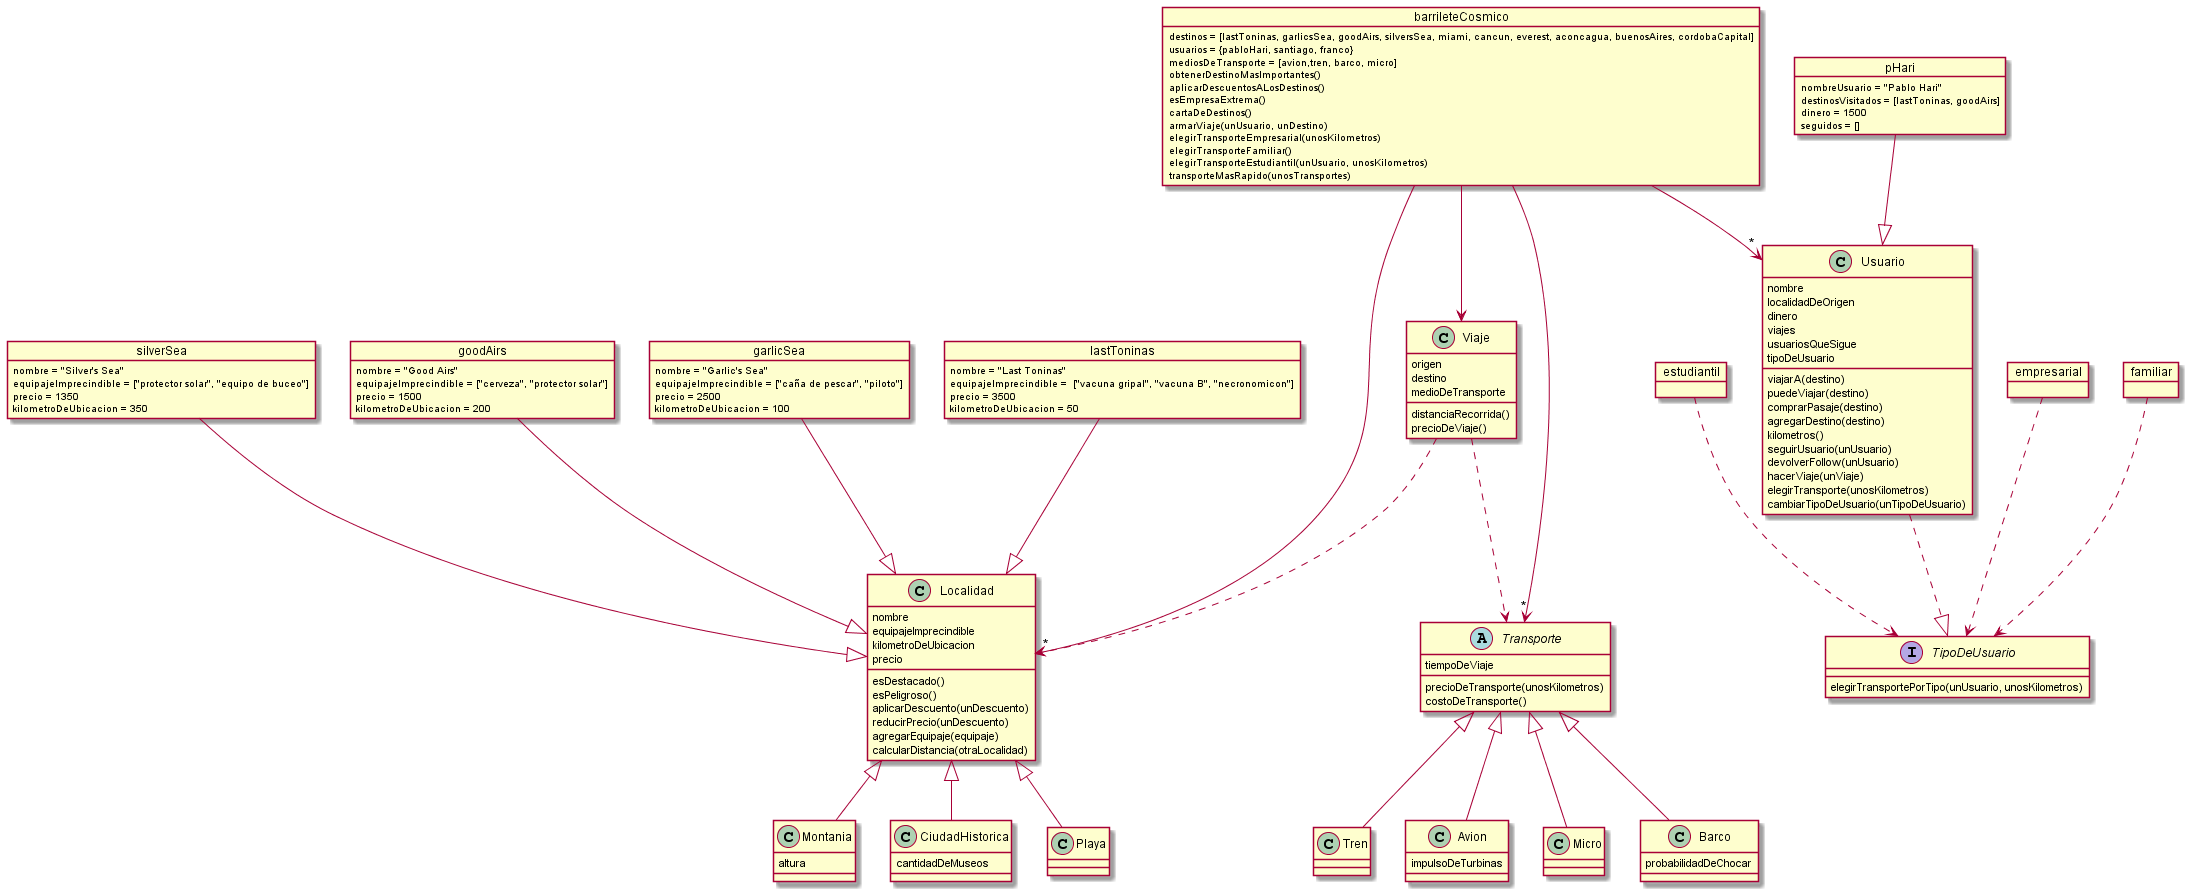 barrileteCosmico
destinos = [lastToninas, garlicsSea, goodAirs, silversSea, miami, cancun, everest, aconcagua, buenosAires, cordobaCapital]
usuarios = {pabloHari, santiago, franco}
mediosDeTransporte = [avion,tren, barco, micro]
obtenerDestinoMasImportantes()
aplicarDescuentosALosDestinos()
esEmpresaExtrema()
cartaDeDestinos()
armarViaje(unUsuario, unDestino)
elegirTransporteEmpresarial(unosKilometros)
elegirTransporteFamiliar()
elegirTransporteEstudiantil(unUsuario, unosKilometros)
transporteMasRapido(unosTransportes)
pHari
nombreUsuario = "Pablo Hari"
destinosVisitados = [lastToninas, goodAirs]
dinero = 1500
seguidos = []
*
C Usuario
nombre
localidadDeOrigen
dinero
viajes
usuariosQueSigue
tipoDeUsuario
viajarA(destino)
puedeViajar(destino)
comprarPasaje(destino)
agregarDestino(destino)
kilometros()
seguirUsuario(unUsuario)
devolverFollow(unUsuario)
hacerViaje(unViaje)
elegirTransporte(unosKilometros)
cambiarTipoDeUsuario(unTipoDeUsuario)
silverSea
nombre = "Silver's Sea"
equipajeImprecindible = ["protector solar", "equipo de buceo"]
precio = 1350
kilometroDeUbicacion = 350
goodAirs
nombre = "Good Airs"
equipajeImprecindible = ["cerveza", "protector solar"]
precio = 1500
kilometroDeUbicacion = 200
garlicSea
nombre = "Garlic's Sea"
equipajeImprecindible = ["caña de pescar", "piloto"]
precio = 2500
kilometroDeUbicacion = 100
lastToninas
nombre = "Last Toninas"
equipajeImprecindible = ["vacuna gripal", "vacuna B", "necronomicon"]
precio = 3500
kilometroDeUbicacion = 50
C Viaje
origen
destino
medioDeTransporte
distanciaRecorrida()
precioDeViaje()
estudiantil
empresarial
familiar
C Localidad
nombre
equipajeImprecindible
kilometroDeUbicacion
precio
esDestacado()
esPeligroso()
aplicarDescuento(unDescuento)
reducirPrecio(unDescuento)
agregarEquipaje(equipaje)
calcularDistancia(otraLocalidad)
*
*
A Transporte
tiempoDeViaje
precioDeTransporte(unosKilometros)
costoDeTransporte()
I TipoDeUsuario
elegirTransportePorTipo(unUsuario, unosKilometros)
C Montania
altura
C CiudadHistorica
cantidadDeMuseos
C Playa
C Tren
C Avion
impulsoDeTurbinas
C Micro
C Barco
probabilidadDeChocar